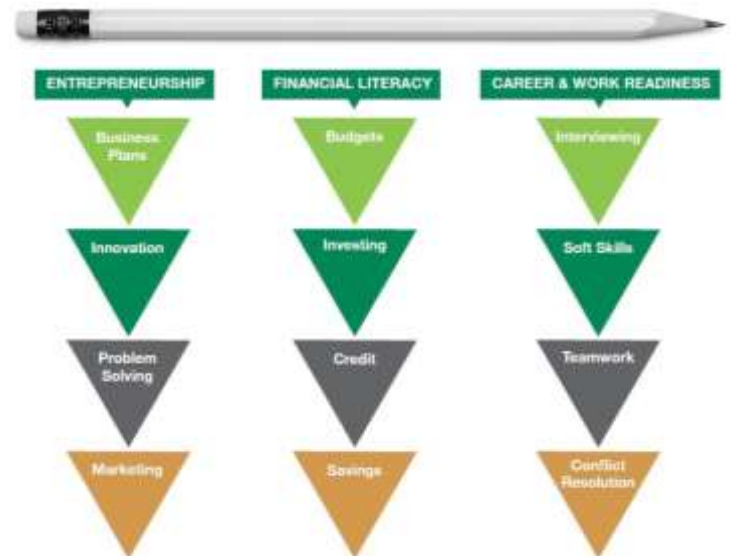 ENTREPRENEURSHIP
Business
Plans
Innovation
Problem
Solving
Marketing
FINANCIAL LITERACY
Budgets
Investing
Credit
Savings
CAREER & WORK READINESS
Interviewing
Soft Skills
Teamwork
Conflict
Resolution